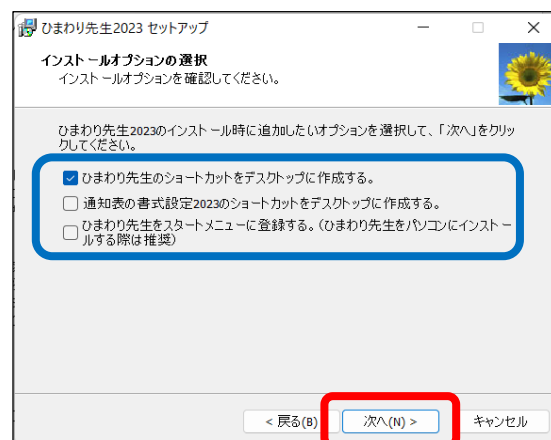 ひまわり先生2023 セットアップ
インストールオプションの選択
インストールオプションを確認してください。
ひまわり先生2023のインストール時に追加したいオプションを選択して、「次へ」をクリッ
クしてください。
ひまわり先生のショートカットをデスクトップに作成する。
通知表の書式設定2023のショートカットをデスクトップに作成する。
ひまわり先生をスタートメニューに登録する。(ひまわり先生をパソコンにインストー
ルする際は推奨)
< 戻る(B)
次へ(N) >
キャンセル